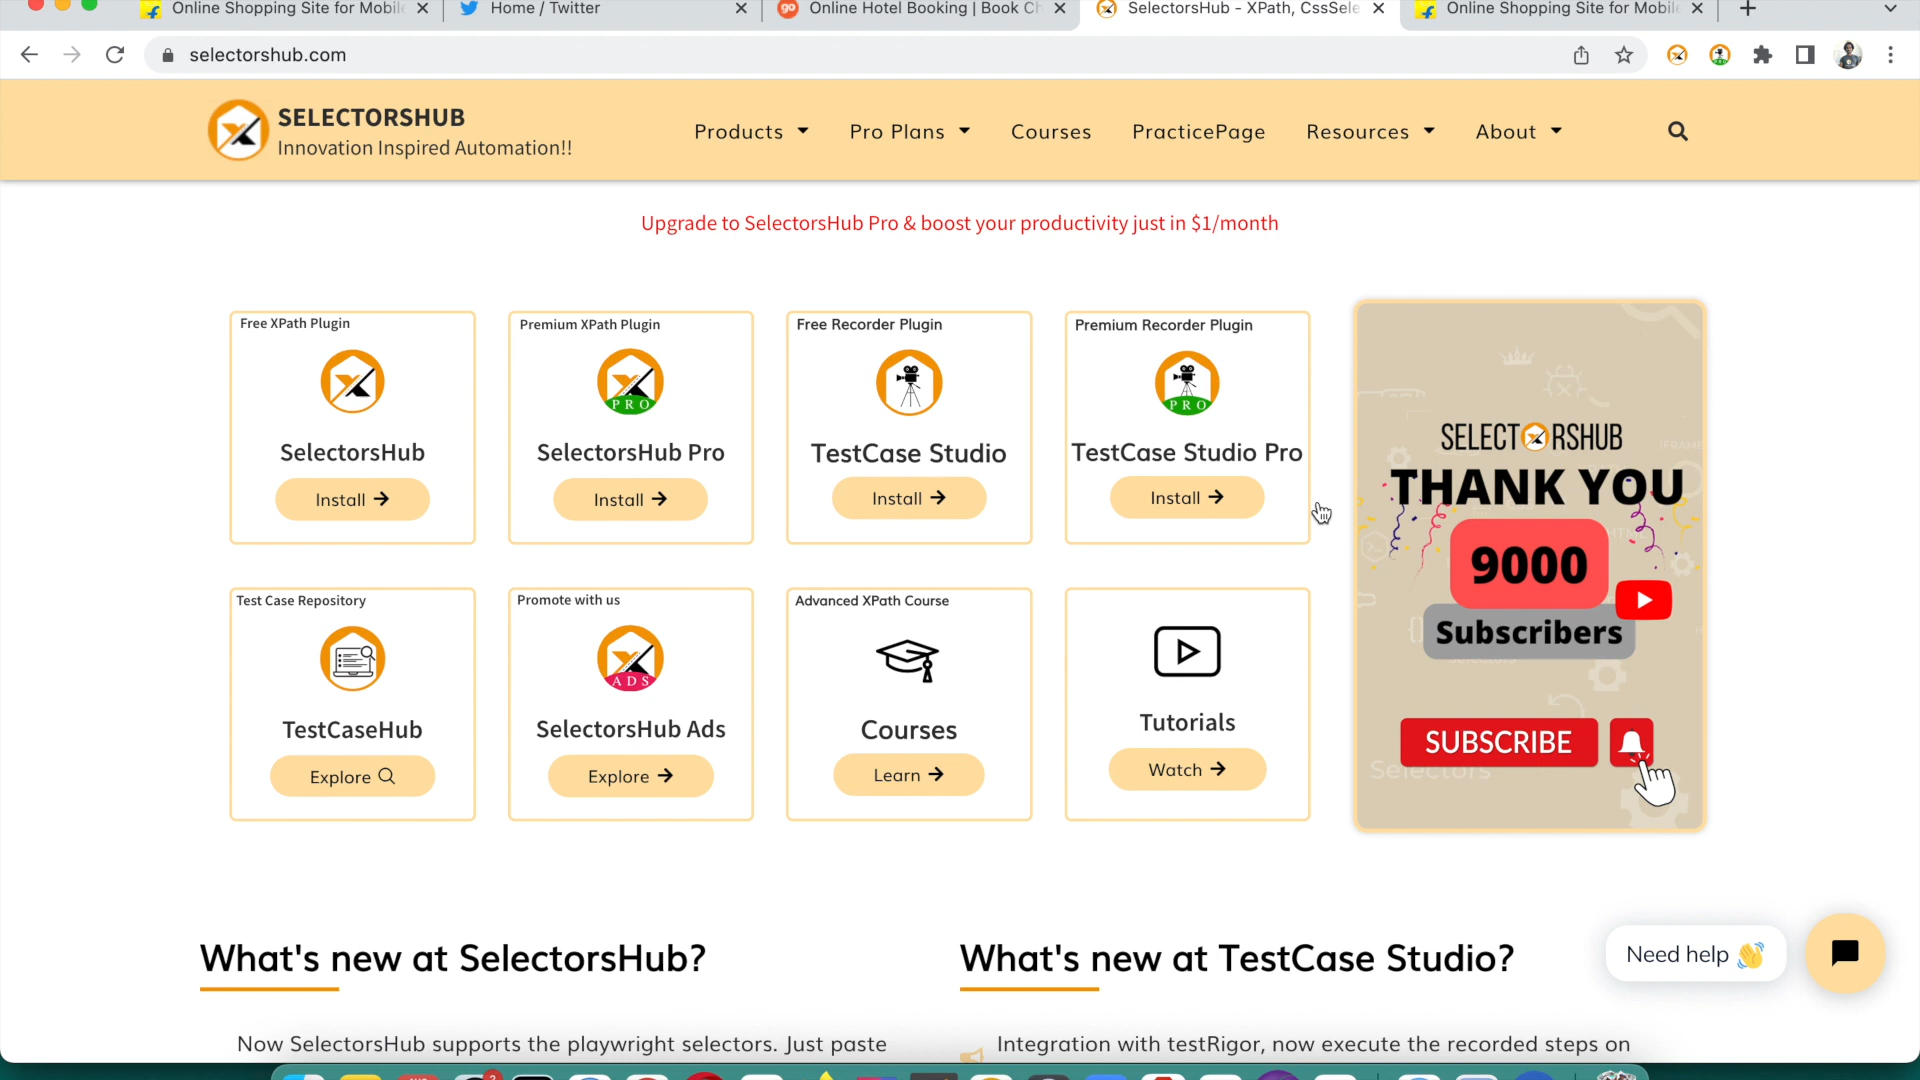 Online Shopping Site for Mobile
Home / Twitter
Online Hotel Booking | Book Ch
SelectorsHub - XPath, CssSele
Online Shopping Site for Mobile
selectorshub.com
SELECTORSHUB
Innovation Inspired Automation!!
Products
Pro Plans
Courses
PracticePage
Resources
About
Upgrade to SelectorsHub Pro & boost your productivity just in $1/month
Free XPath Plugin
SelectorsHub
Install →
Premium XPath Plugin
PRO
SelectorsHub Pro
Install →
Free Recorder Plugin
TestCase Studio
Install →
Premium Recorder Plugin
PRO
TestCase Studio Pro
Install →
SELECTORSHUB
THANK YOU
9000
Subscribers
SUBSCRIBE
Selectors
Test Case Repository
TestCaseHub
Explore
Promote with us
ADS
SelectorsHub Ads
Explore →
Advanced XPath Course
Courses
Learn →
Tutorials
Watch →
What's new at SelectorsHub?
Now SelectorsHub supports the playwright selectors. Just paste
What's new at TestCase Studio?
Integration with testRigor, now execute the recorded steps on
Need help 👋